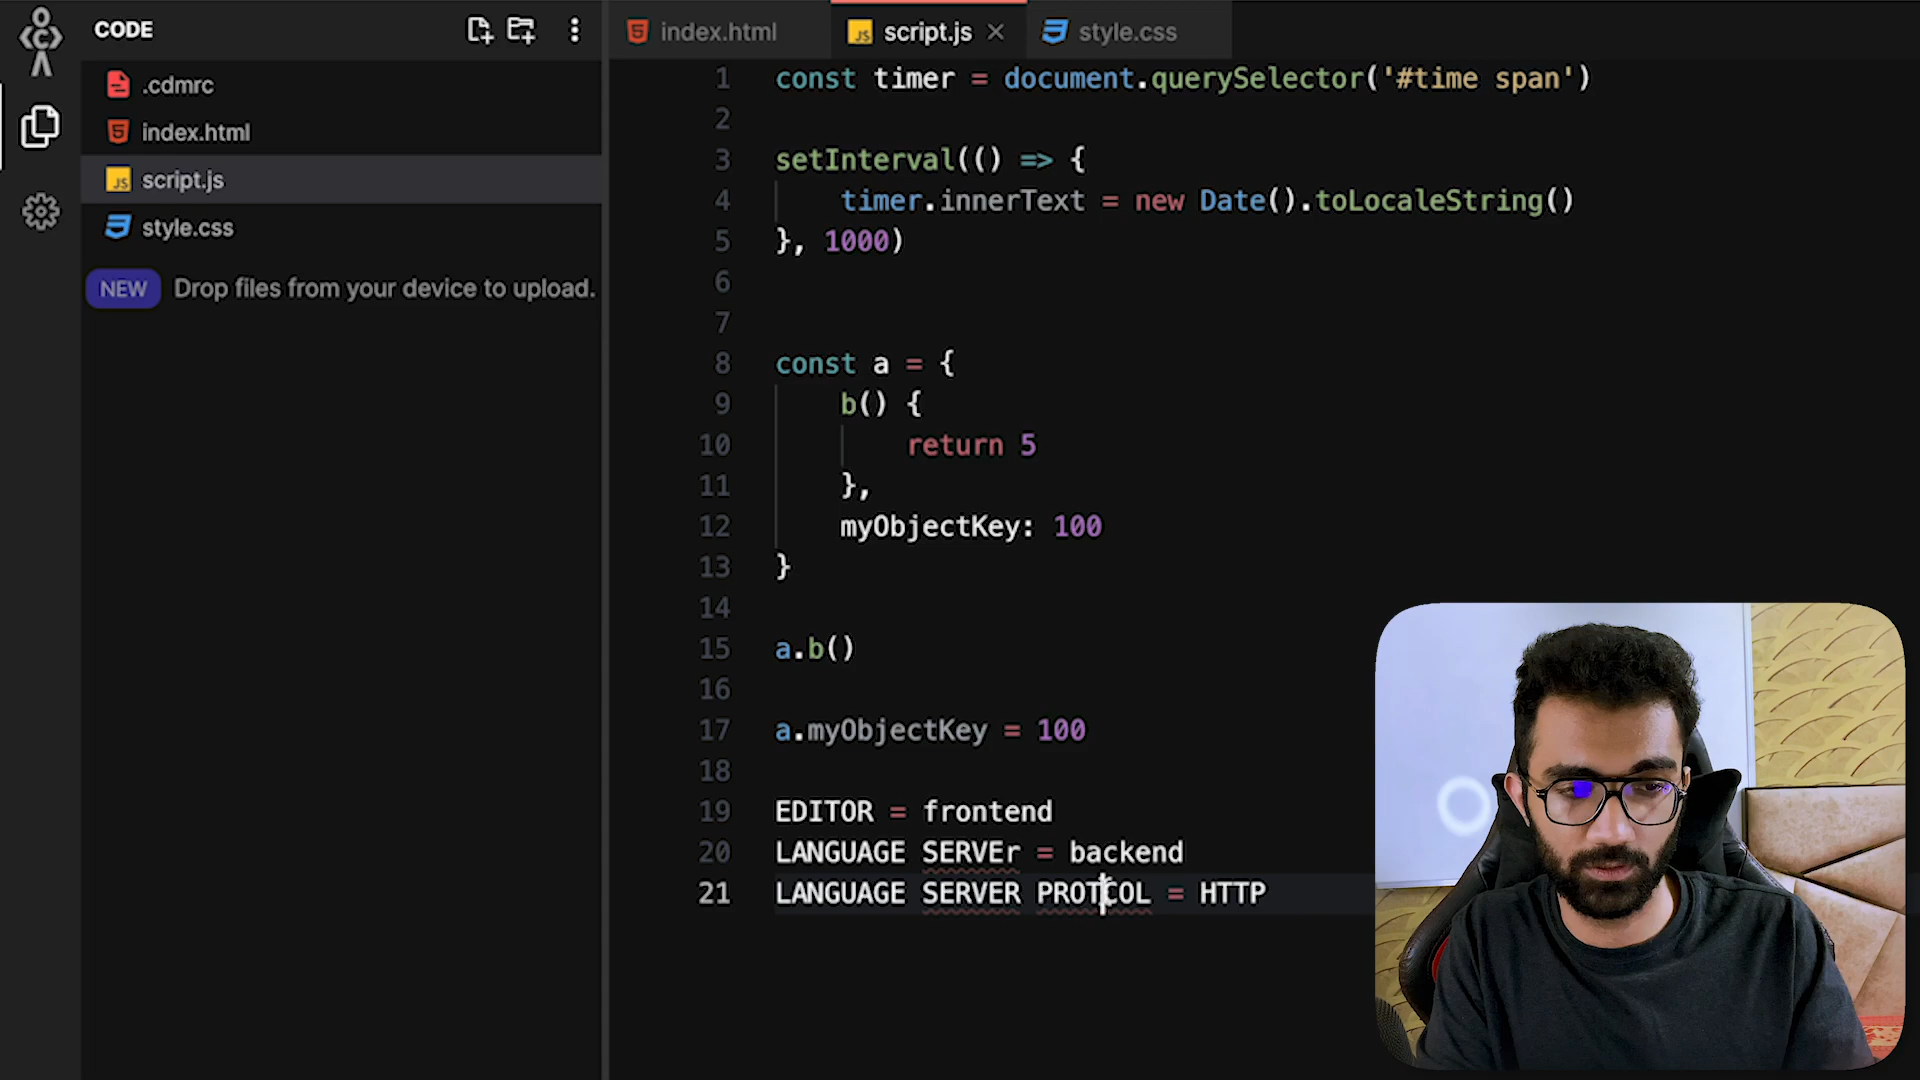 CODE
.cdmrc
index.html
script.js
style.css
NEW Drop files from your device to upload.
index.html
script.js
style.css
1 const timer = document.querySelector('#time span')
2
3 setInterval(() => {
4 timer.innerText = new Date().toLocaleString()
5 }, 1000)
6
7
8 const a = {
9 b() {
10 return 5
11 },
12 myObjectKey: 100
13 }
14
15 a.b()
16
17 a.myObjectKey = 100
18
19 EDITOR = frontend
20 LANGUAGE SERVEr = backend
21 LANGUAGE SERVER PROTCOL = HTTP